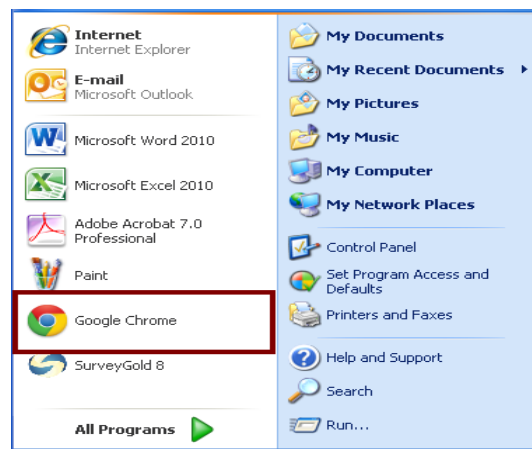 Internet
Internet Explorer
E-mail
Microsoft Outlook
Microsoft Word 2010
Microsoft Excel 2010
Adobe Acrobat 7.0
Professional
Paint
Google Chrome
SurveyGold 8
All Programs
My Documents
My Recent Documents
My Pictures
My Music
My Computer
My Network Places
Control Panel
Set Program Access and
Defaults
Printers and Faxes
Help and Support
Search
Run...